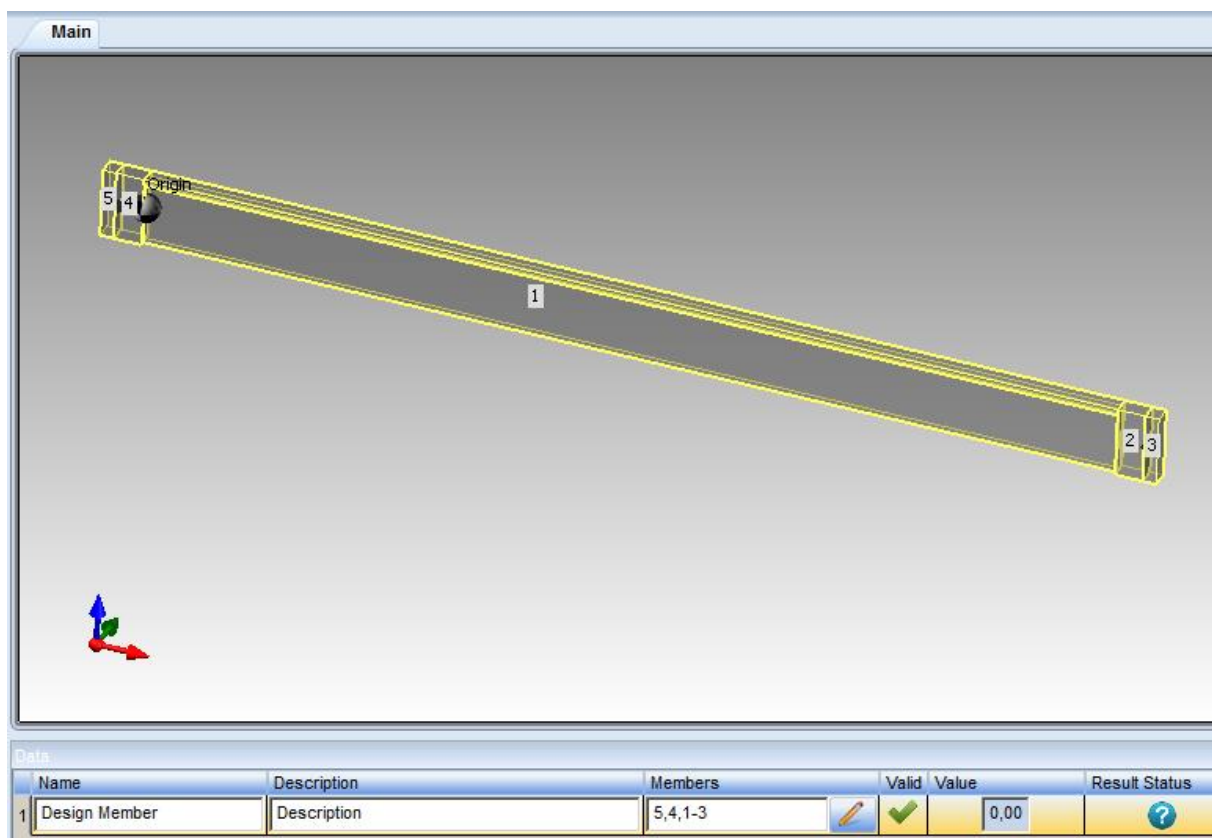 Main
Origin
5
4
1
2
3
Data
Name Description Members Valid Value Result Status
1 Design Member Description 5,4,1-3 0,00 ?